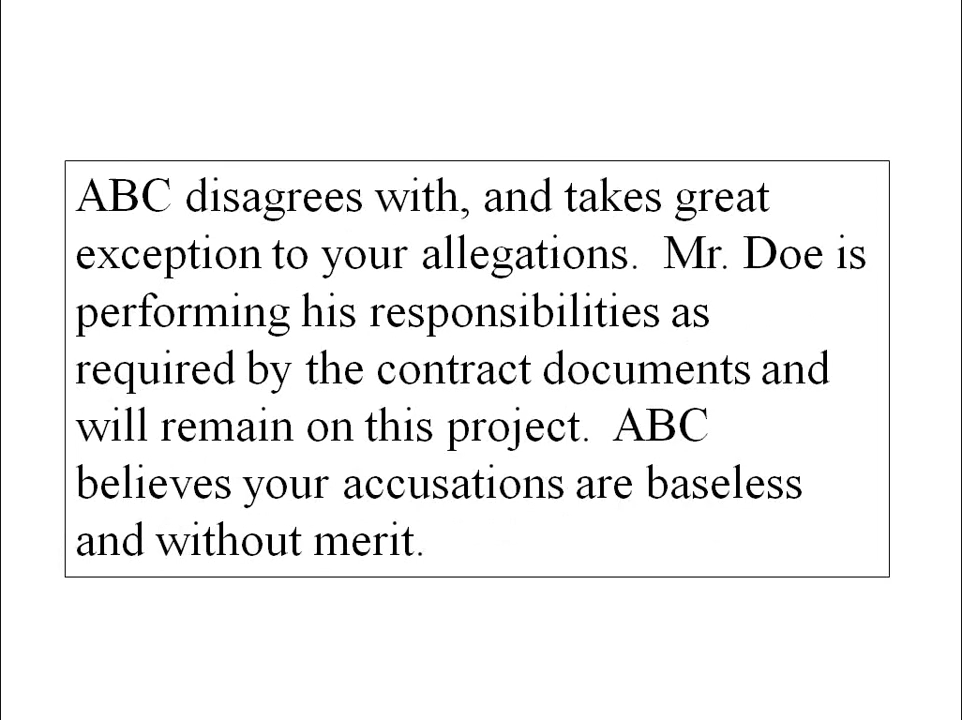 ABC disagrees with, and takes great
exception to your allegations.  Mr. Doe is
performing his responsibilities as
required by the contract documents and
will remain on this project.  ABC
believes your accusations are baseless
and without merit.